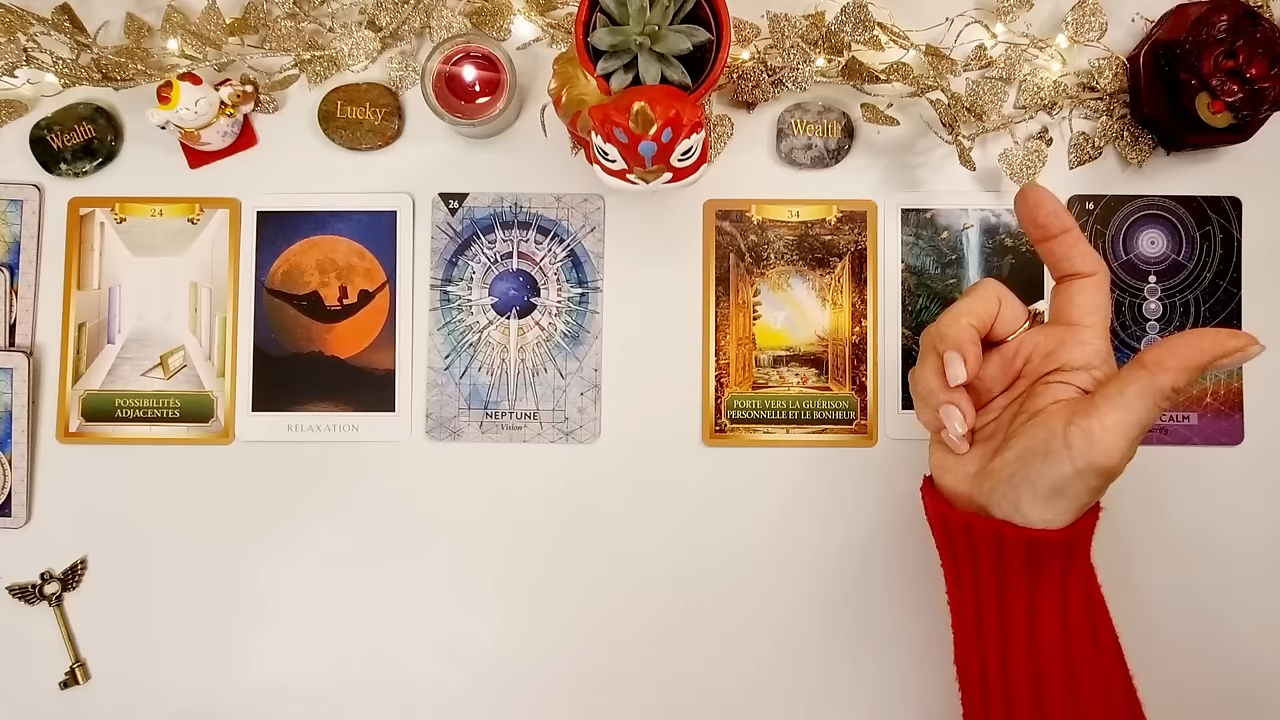 Wealth
Lucky
Wealth
24
POSSIBILITÉS
ADJACENTES
RELAXATION
26
NEPTUNE
Vision
34
PORTE VERS LA GUÉRISON
PERSONNELLE ET LE BONHEUR
16
CALM